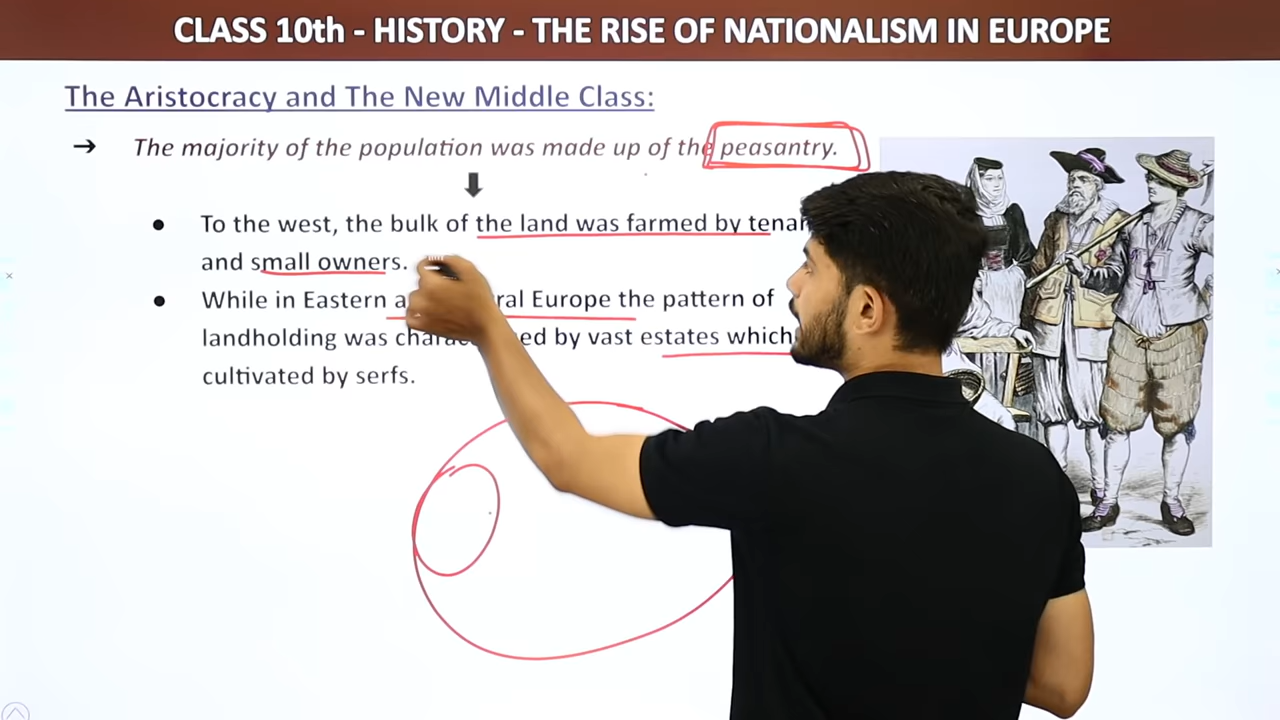 CLASS 10th - HISTORY - THE RISE OF NATIONALISM IN EUROPE
The Aristocracy and The New Middle Class:
The majority of the population was made up of the peasantry.
To the west, the bulk of the land was farmed by
and small owners.
While in Eastern Europe the pattern of
landholding was by vast estates which
cultivated by serfs.